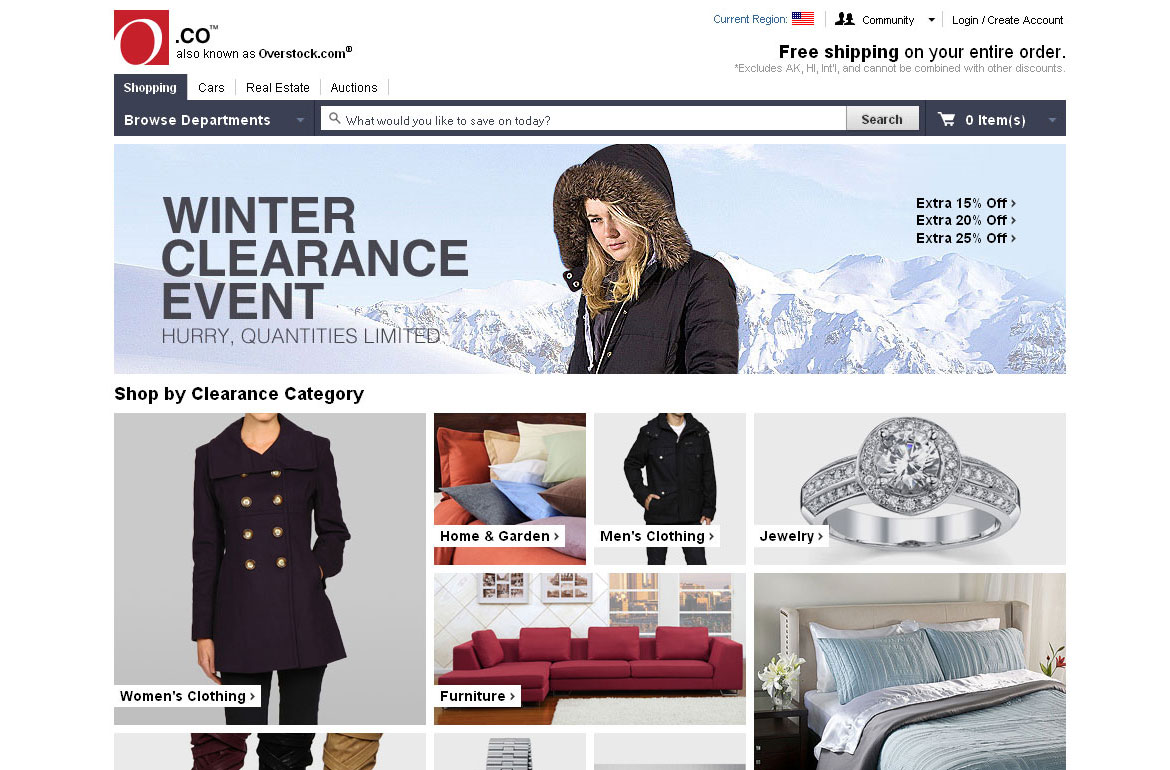 O.co™
also known as Overstock.com®
Current Region:
Community
Login / Create Account
Free shipping on your entire order.
*Excludes AK, HI, Int'l, and cannot be combined with other discounts.
Shopping
Cars
Real Estate
Auctions
Browse Departments
What would you like to save on today?
Search
0 Item(s)
WINTER
CLEARANCE
EVENT
HURRY, QUANTITIES LIMITED.
Extra 15% Off ›
Extra 20% Off ›
Extra 25% Off ›
Shop by Clearance Category
Home & Garden ›
Men's Clothing ›
Jewelry ›
Women's Clothing ›
Furniture ›